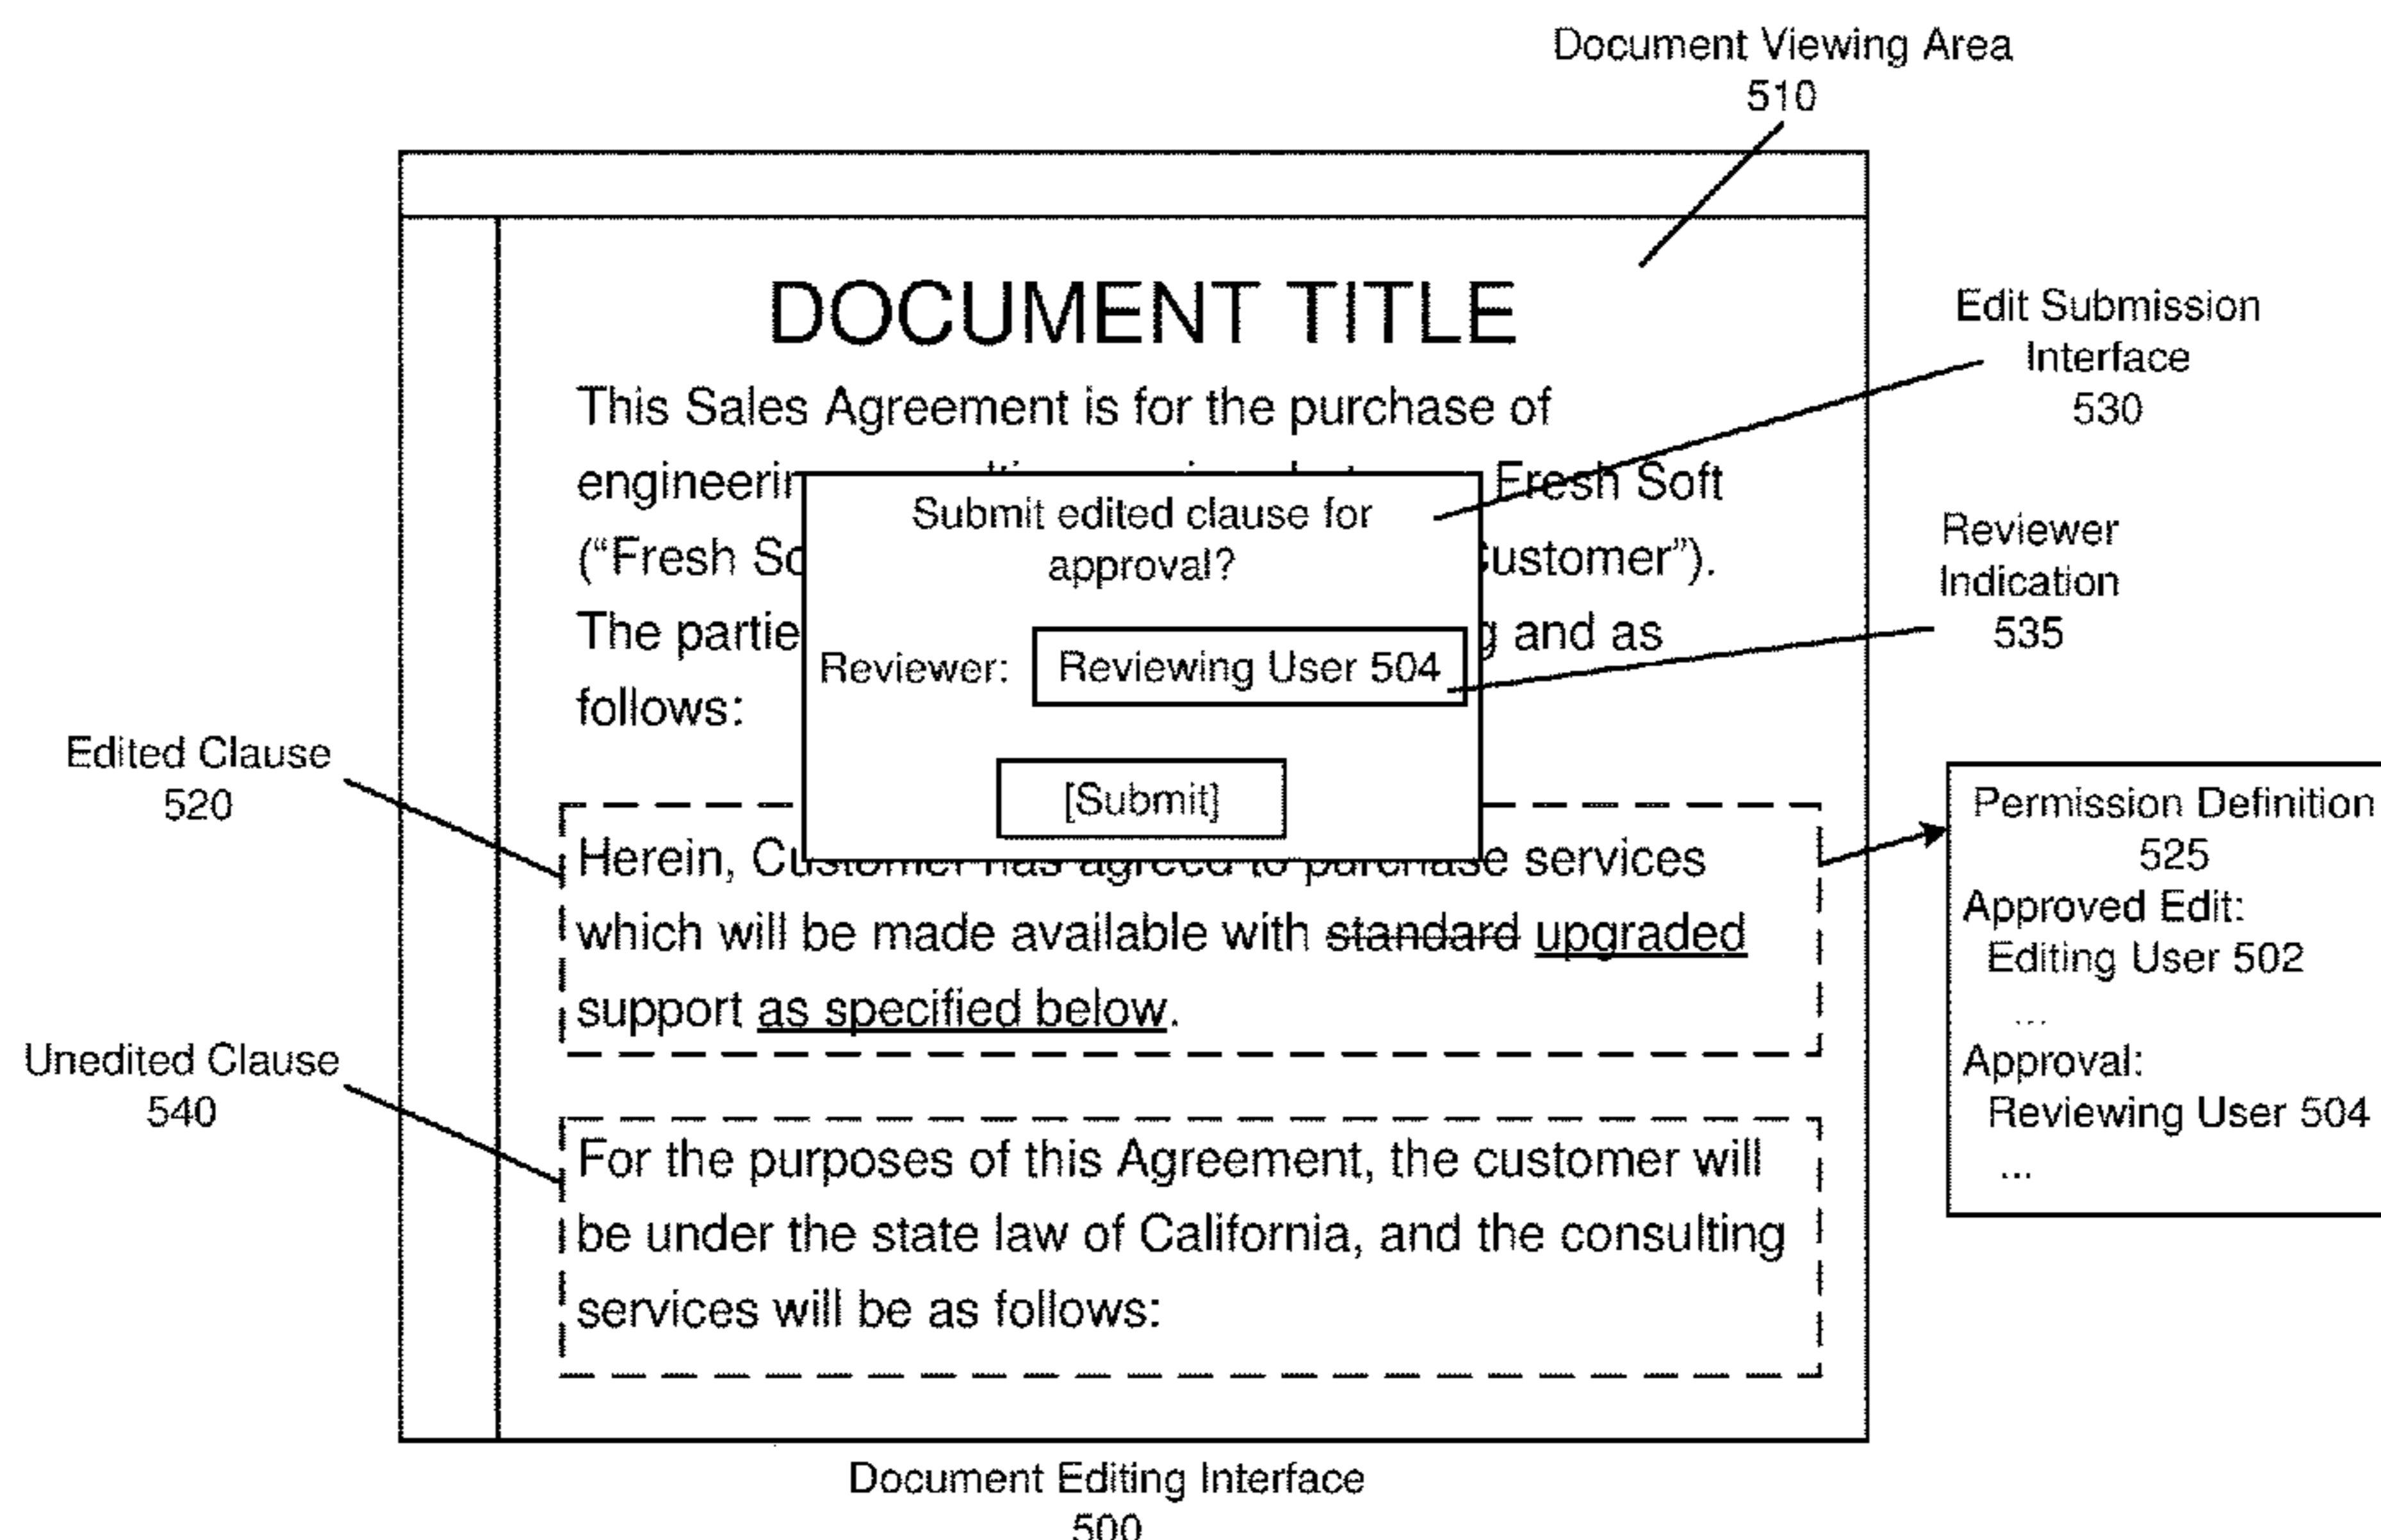 Document Viewing Area
510
DOCUMENT TITLE
This Sales Agreement is for the purchase of
Fresh Soft
("Fresh
The
and as
follows:
Submit edited clause for
approval?
Reviewer: Reviewing User 504
[Submit]
Edit Submission
Interface
530
Reviewer
Indication
535
Edited Clause
520
Herein, Customer has agreed to purchase services
which will be made available with standard upgraded
support as specified below.
Permission Definition
525
Approved Edit:
Editing User 502
...
Approval:
Reviewing User 504
...
Unedited Clause
540
For the purposes of this Agreement, the customer will
be under the state law of California, and the consulting
services will be as follows:
Document Editing Interface
500